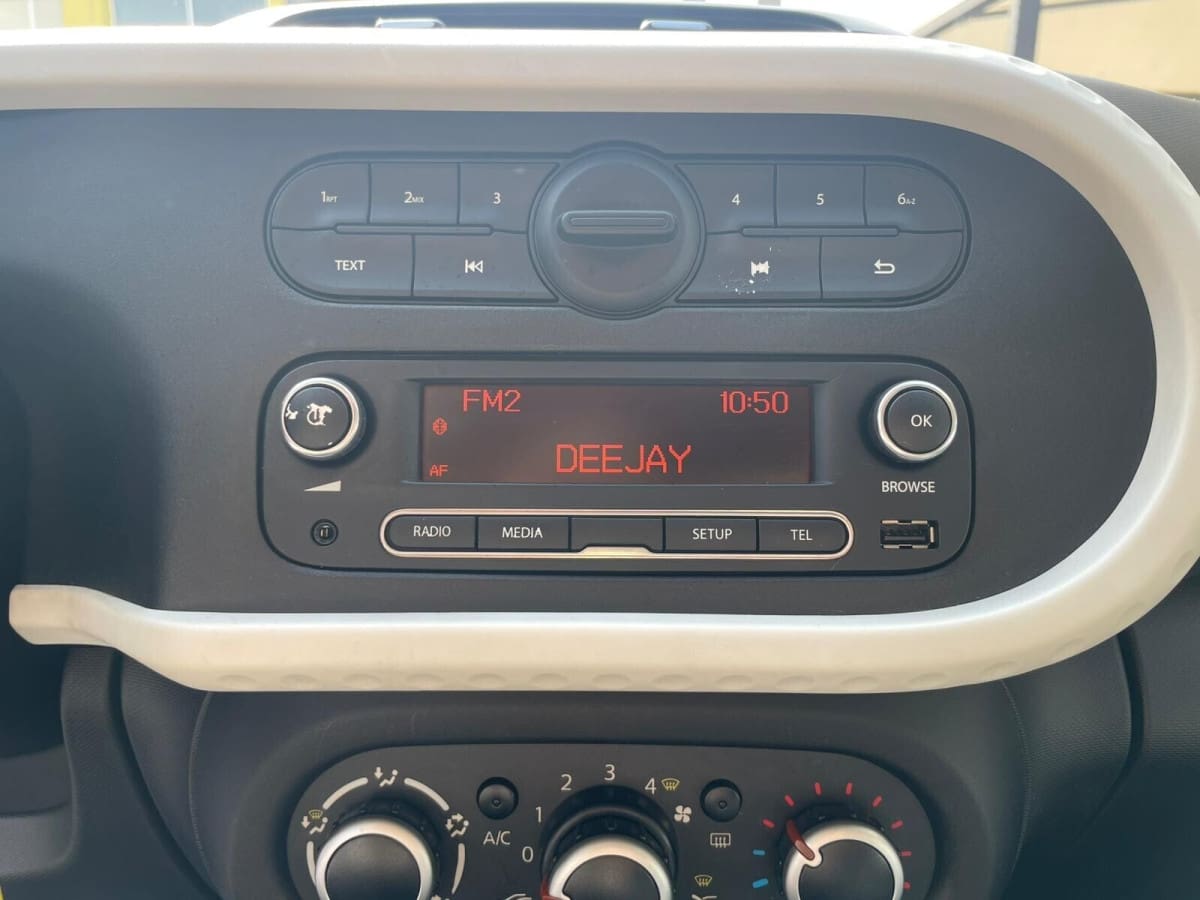 1RPT 2MIX 3 4 5 6A-Z
TEXT
FM2 10:50
AF DEEJAY
OK
BROWSE
RADIO MEDIA SETUP TEL
A/C 0 1 2 3 4